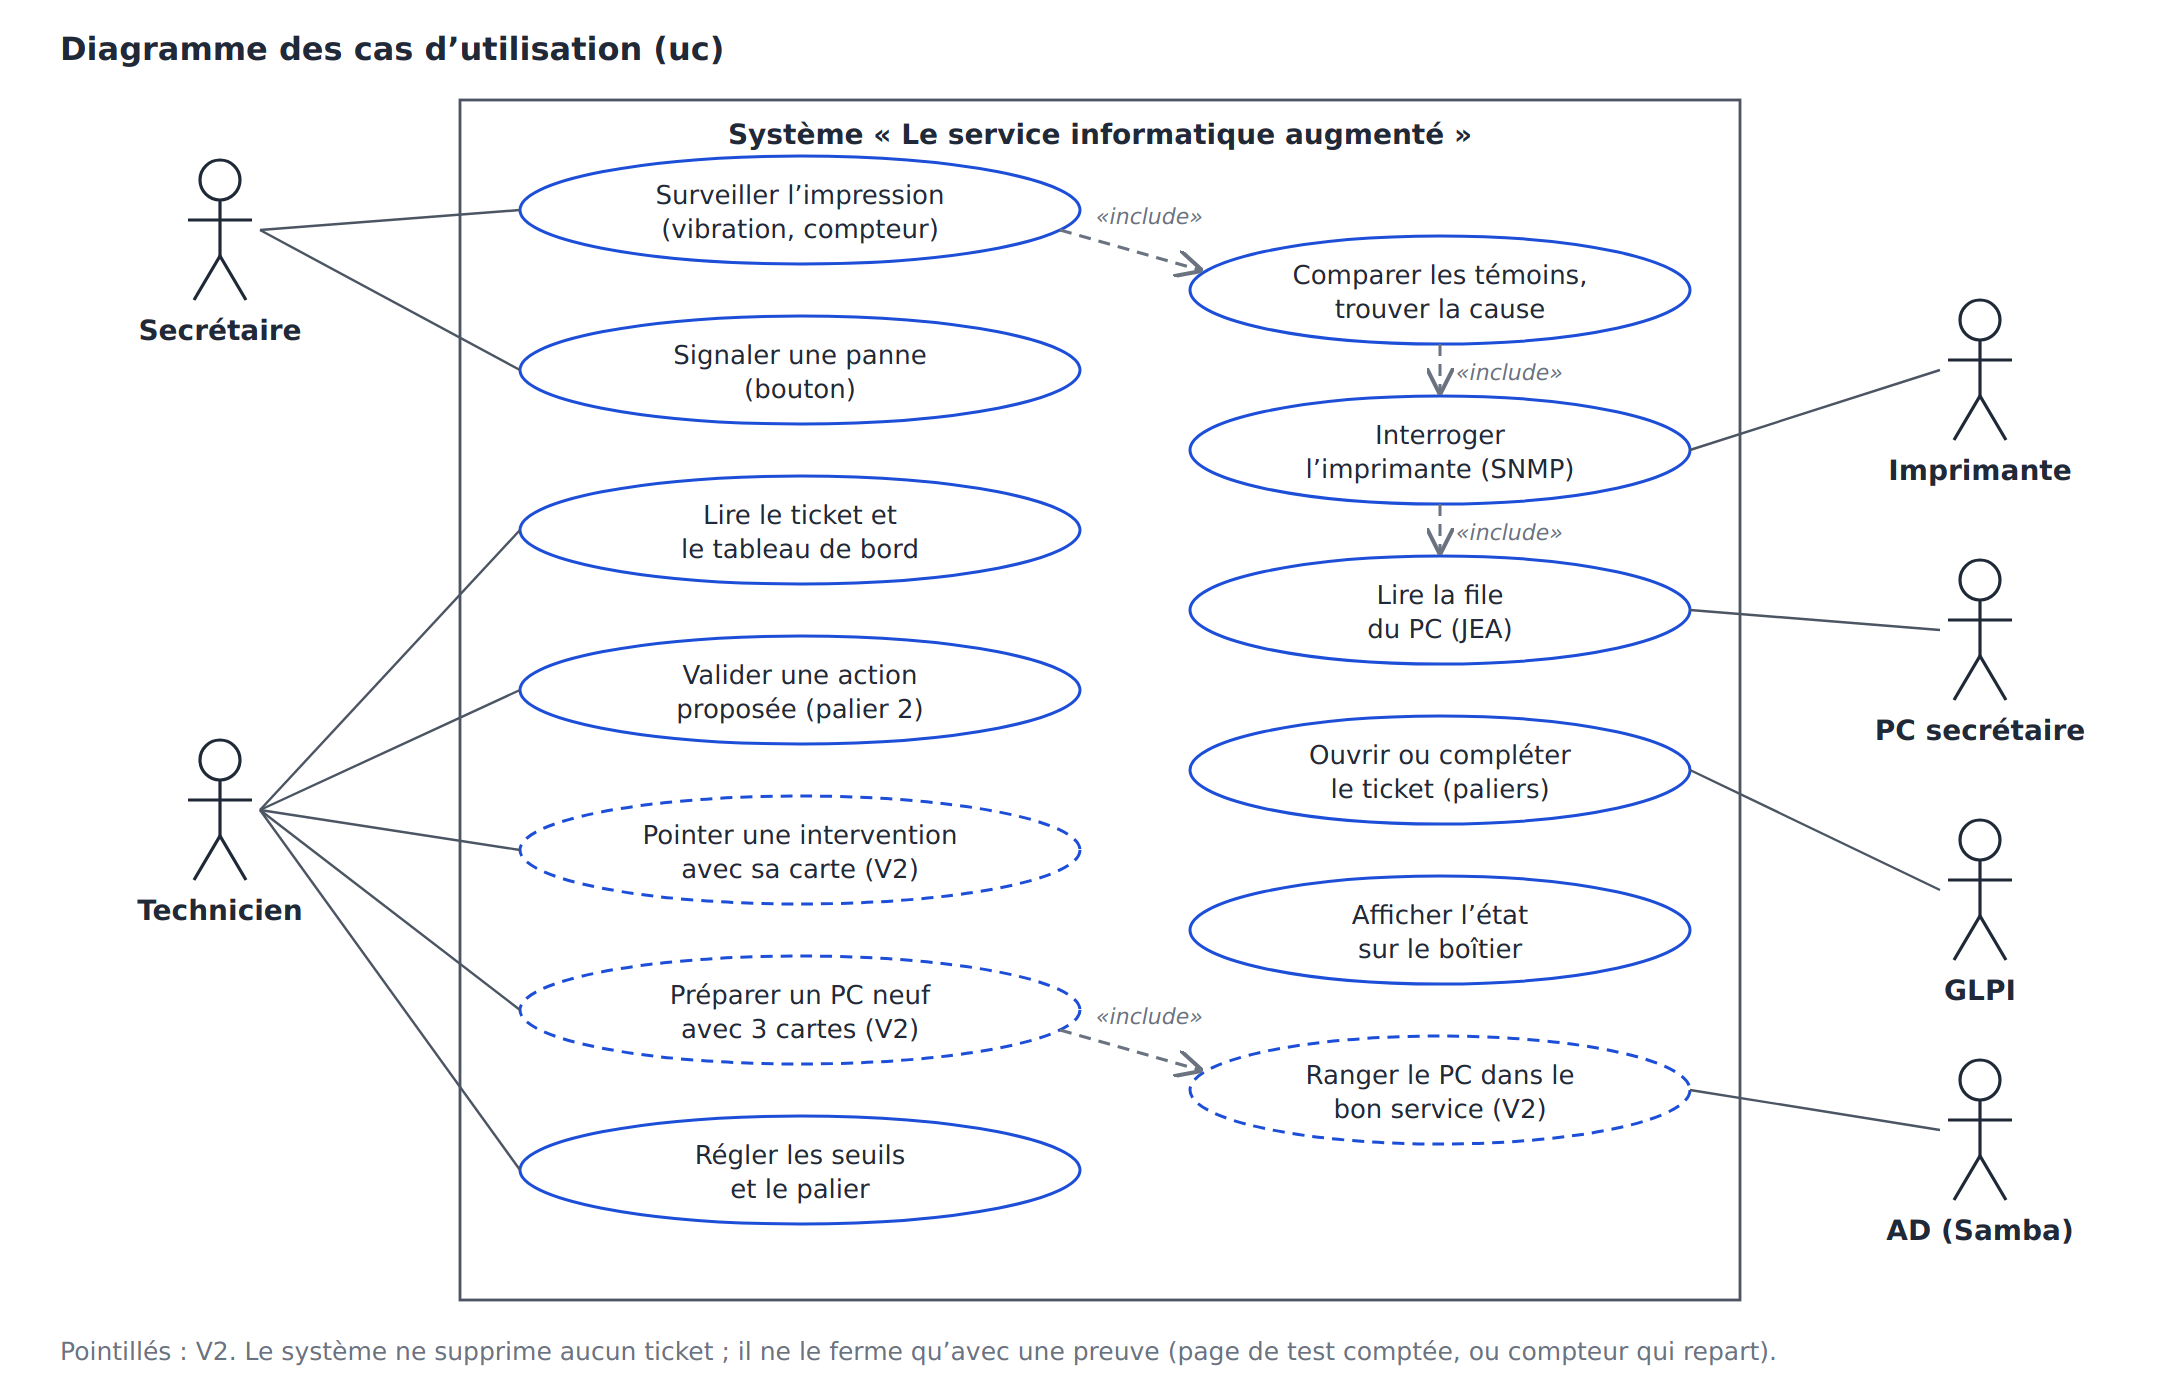 Diagramme des cas d’utilisation (uc)
Système « Le service informatique augmenté »
Surveiller l’impression
(vibration, compteur)
«include»
Comparer les témoins,
trouver la cause
Secrétaire
Signaler une panne
(bouton)
«include»
Interroger
l’imprimante (SNMP)
Imprimante
Lire le ticket et
le tableau de bord
«include»
Lire la file
du PC (JEA)
PC secrétaire
Valider une action
proposée (palier 2)
Ouvrir ou compléter
le ticket (paliers)
Technicien
Pointer une intervention
avec sa carte (V2)
Afficher l’état
sur le boîtier
GLPI
Préparer un PC neuf
avec 3 cartes (V2)
«include»
Ranger le PC dans le
bon service (V2)
AD (Samba)
Régler les seuils
et le palier
Pointillés : V2. Le système ne supprime aucun ticket ; il ne le ferme qu’avec une preuve (page de test comptée, ou compteur qui repart).